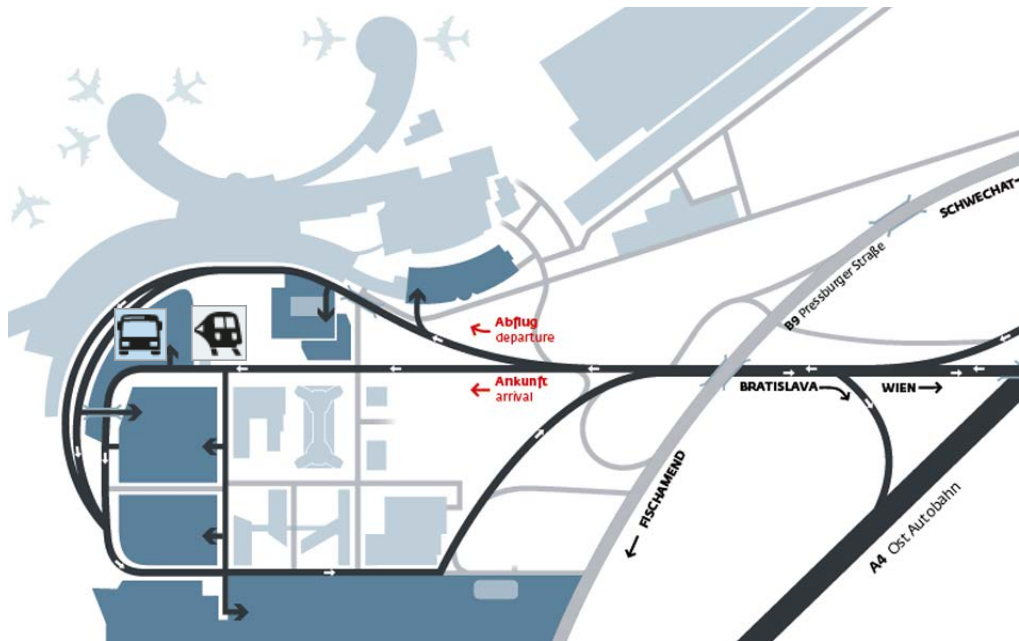 SCHWECHAT
B9 Pressburger Straße
Abflug
departure
Ankunft
arrival
BRATISLAVA
WIEN
FISCHAMEND
A4 Ost Autobahn